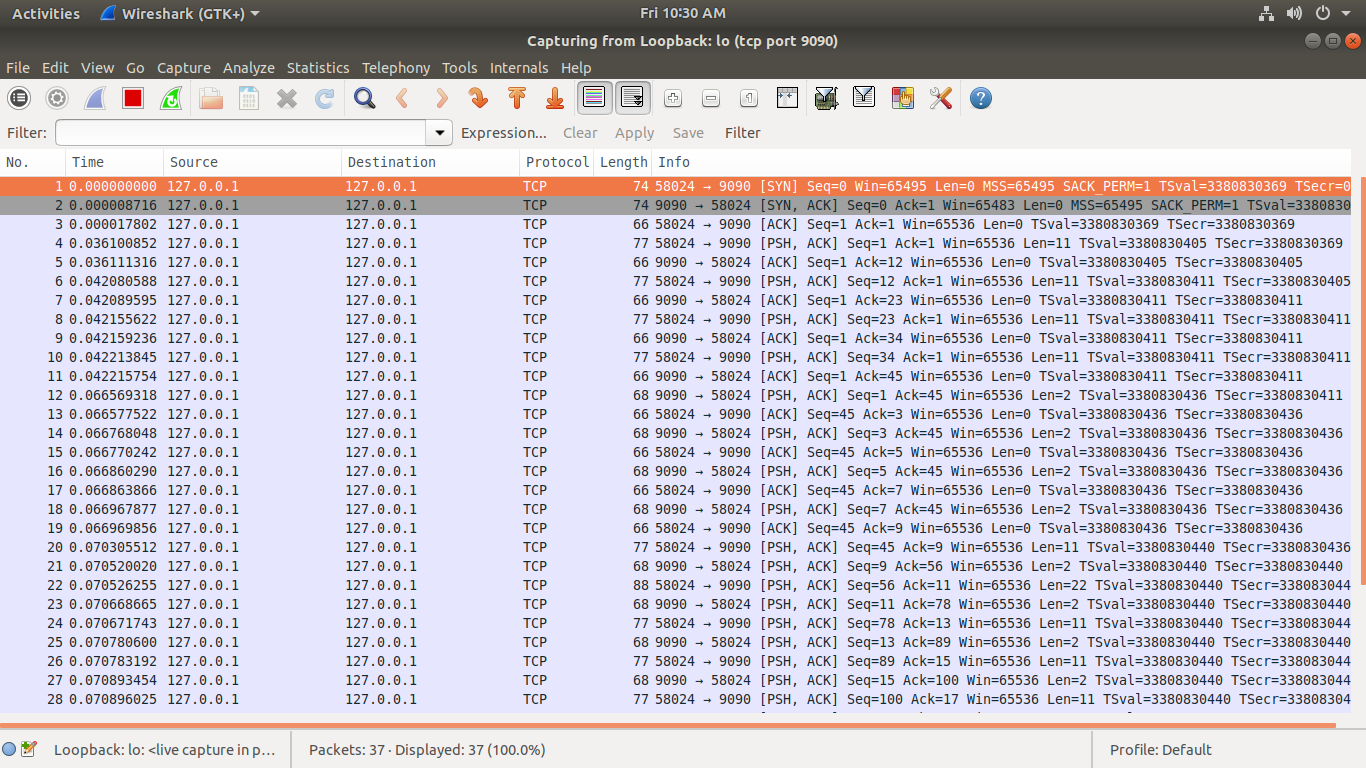 Activities Wireshark (GTK+) Fri 10:30 AM
Capturing from Loopback: lo (tcp port 9090)
File Edit View Go Capture Analyze Statistics Telephony Tools Internals Help
Filter: Expression... Clear Apply Save Filter
No. Time Source Destination Protocol Length Info
1 0.000000000 127.0.0.1 127.0.0.1 TCP 74 58024 → 9090 [SYN] Seq=0 Win=65495 Len=0 MSS=65495 SACK_PERM=1 TSval=3380830369 TSecr=0
2 0.000008716 127.0.0.1 127.0.0.1 TCP 74 9090 → 58024 [SYN, ACK] Seq=0 Ack=1 Win=65483 Len=0 MSS=65495 SACK_PERM=1 TSval=3380830
3 0.000017802 127.0.0.1 127.0.0.1 TCP 66 58024 → 9090 [ACK] Seq=1 Ack=1 Win=65536 Len=0 TSval=3380830369 TSecr=3380830369
4 0.036100852 127.0.0.1 127.0.0.1 TCP 77 58024 → 9090 [PSH, ACK] Seq=1 Ack=1 Win=65536 Len=11 TSval=3380830405 TSecr=3380830369
5 0.036111316 127.0.0.1 127.0.0.1 TCP 66 9090 → 58024 [ACK] Seq=1 Ack=12 Win=65536 Len=0 TSval=3380830405 TSecr=3380830405
6 0.042080588 127.0.0.1 127.0.0.1 TCP 77 58024 → 9090 [PSH, ACK] Seq=12 Ack=1 Win=65536 Len=11 TSval=3380830411 TSecr=3380830405
7 0.042089595 127.0.0.1 127.0.0.1 TCP 66 9090 → 58024 [ACK] Seq=1 Ack=23 Win=65536 Len=0 TSval=3380830411 TSecr=3380830411
8 0.042155622 127.0.0.1 127.0.0.1 TCP 77 58024 → 9090 [PSH, ACK] Seq=23 Ack=1 Win=65536 Len=11 TSval=3380830411 TSecr=3380830411
9 0.042159236 127.0.0.1 127.0.0.1 TCP 66 9090 → 58024 [ACK] Seq=1 Ack=34 Win=65536 Len=0 TSval=3380830411 TSecr=3380830411
10 0.042213845 127.0.0.1 127.0.0.1 TCP 77 58024 → 9090 [PSH, ACK] Seq=34 Ack=1 Win=65536 Len=11 TSval=3380830411 TSecr=3380830411
11 0.042215754 127.0.0.1 127.0.0.1 TCP 66 9090 → 58024 [ACK] Seq=1 Ack=45 Win=65536 Len=0 TSval=3380830411 TSecr=3380830411
12 0.066569318 127.0.0.1 127.0.0.1 TCP 68 9090 → 58024 [PSH, ACK] Seq=1 Ack=45 Win=65536 Len=2 TSval=3380830436 TSecr=3380830411
13 0.066577522 127.0.0.1 127.0.0.1 TCP 66 58024 → 9090 [ACK] Seq=45 Ack=3 Win=65536 Len=0 TSval=3380830436 TSecr=3380830436
14 0.066768048 127.0.0.1 127.0.0.1 TCP 68 9090 → 58024 [PSH, ACK] Seq=3 Ack=45 Win=65536 Len=2 TSval=3380830436 TSecr=3380830436
15 0.066770242 127.0.0.1 127.0.0.1 TCP 66 58024 → 9090 [ACK] Seq=45 Ack=5 Win=65536 Len=0 TSval=3380830436 TSecr=3380830436
16 0.066860290 127.0.0.1 127.0.0.1 TCP 68 9090 → 58024 [PSH, ACK] Seq=5 Ack=45 Win=65536 Len=2 TSval=3380830436 TSecr=3380830436
17 0.066863866 127.0.0.1 127.0.0.1 TCP 66 58024 → 9090 [ACK] Seq=45 Ack=7 Win=65536 Len=0 TSval=3380830436 TSecr=3380830436
18 0.066967877 127.0.0.1 127.0.0.1 TCP 68 9090 → 58024 [PSH, ACK] Seq=7 Ack=45 Win=65536 Len=2 TSval=3380830436 TSecr=3380830436
19 0.066969856 127.0.0.1 127.0.0.1 TCP 66 58024 → 9090 [ACK] Seq=45 Ack=9 Win=65536 Len=0 TSval=3380830436 TSecr=3380830436
20 0.070305512 127.0.0.1 127.0.0.1 TCP 77 58024 → 9090 [PSH, ACK] Seq=45 Ack=9 Win=65536 Len=11 TSval=3380830440 TSecr=3380830436
21 0.070520020 127.0.0.1 127.0.0.1 TCP 68 9090 → 58024 [PSH, ACK] Seq=9 Ack=56 Win=65536 Len=2 TSval=3380830440 TSecr=3380830440
22 0.070526255 127.0.0.1 127.0.0.1 TCP 88 58024 → 9090 [PSH, ACK] Seq=56 Ack=11 Win=65536 Len=22 TSval=3380830440 TSecr=338083044
23 0.070668665 127.0.0.1 127.0.0.1 TCP 68 9090 → 58024 [PSH, ACK] Seq=11 Ack=78 Win=65536 Len=2 TSval=3380830440 TSecr=3380830440
24 0.070671743 127.0.0.1 127.0.0.1 TCP 77 58024 → 9090 [PSH, ACK] Seq=78 Ack=13 Win=65536 Len=11 TSval=3380830440 TSecr=338083044
25 0.070780600 127.0.0.1 127.0.0.1 TCP 68 9090 → 58024 [PSH, ACK] Seq=13 Ack=89 Win=65536 Len=2 TSval=3380830440 TSecr=3380830440
26 0.070783192 127.0.0.1 127.0.0.1 TCP 77 58024 → 9090 [PSH, ACK] Seq=89 Ack=15 Win=65536 Len=11 TSval=3380830440 TSecr=338083044
27 0.070893454 127.0.0.1 127.0.0.1 TCP 68 9090 → 58024 [PSH, ACK] Seq=15 Ack=100 Win=65536 Len=2 TSval=3380830440 TSecr=338083044
28 0.070896025 127.0.0.1 127.0.0.1 TCP 77 58024 → 9090 [PSH, ACK] Seq=100 Ack=17 Win=65536 Len=11 TSval=3380830440 TSecr=33808304
Loopback: lo: <live capture in p... Packets: 37 · Displayed: 37 (100.0%) Profile: Default